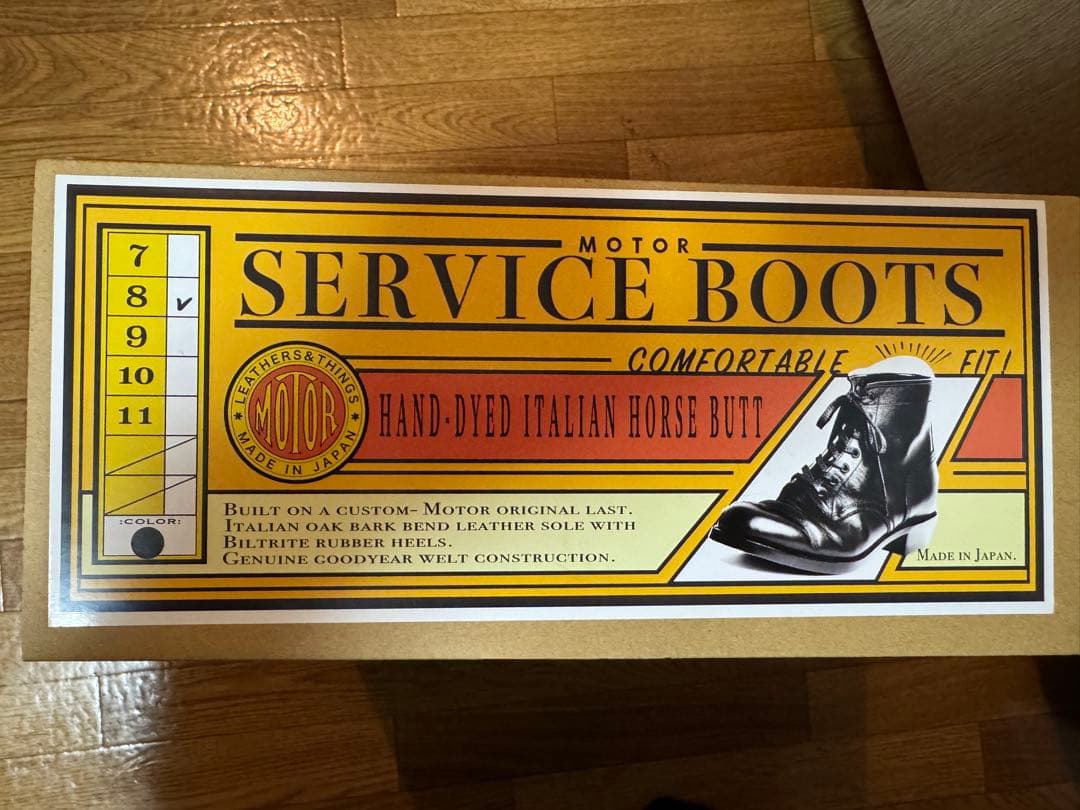 7
8 ✓
9
10
11
:COLOR:
MOTOR
SERVICE BOOTS
COMFORTABLE FIT!
LEATHERS & THINGS
MOTOR
MADE IN JAPAN
HAND-DYED ITALIAN HORSE BUTT
BUILT ON A CUSTOM- MOTOR ORIGINAL LAST.
ITALIAN OAK BARK BEND LEATHER SOLE WITH
BILTRITE RUBBER HEELS.
GENUINE GOODYEAR WELT CONSTRUCTION.
MADE IN JAPAN.